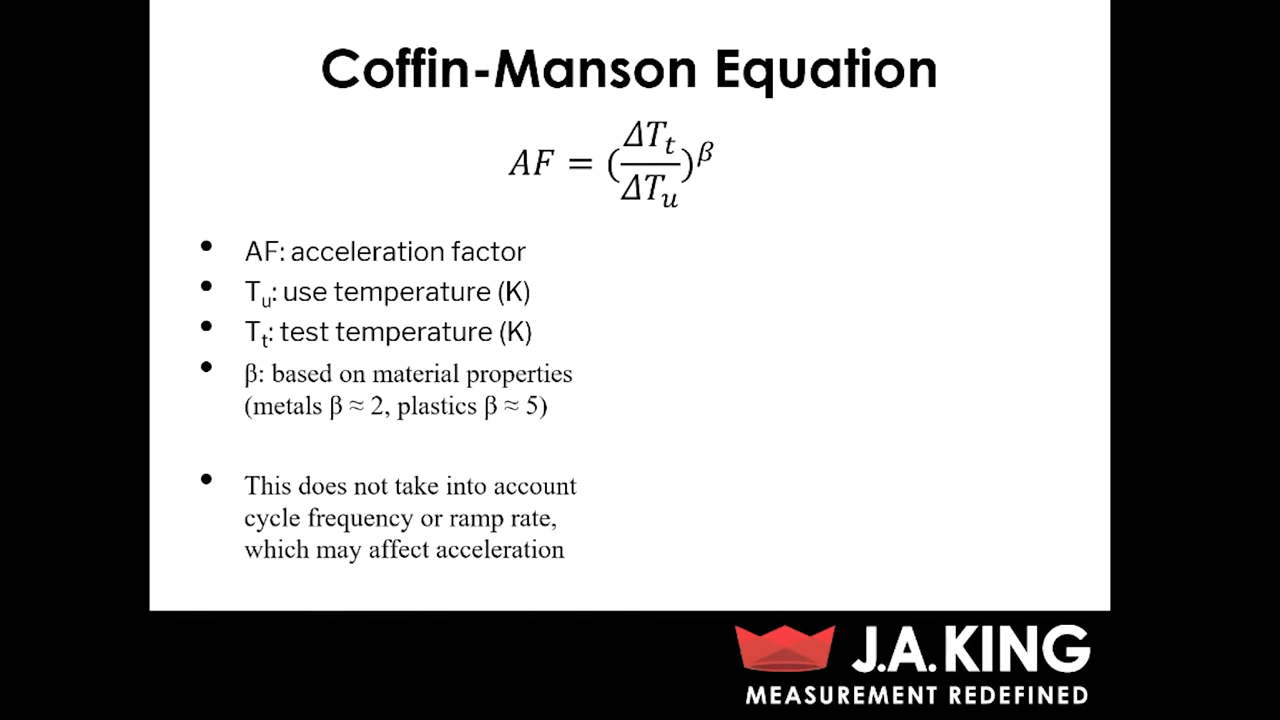 Coffin-Manson Equation
AF = (ΔTₜ/ΔTᵤ)^β
• AF: acceleration factor
• Tᵤ: use temperature (K)
• Tₜ: test temperature (K)
• β: based on material properties
(metals β ≈ 2, plastics β ≈ 5)
• This does not take into account
cycle frequency or ramp rate,
which may affect acceleration
J.A. KING
MEASUREMENT REDEFINED